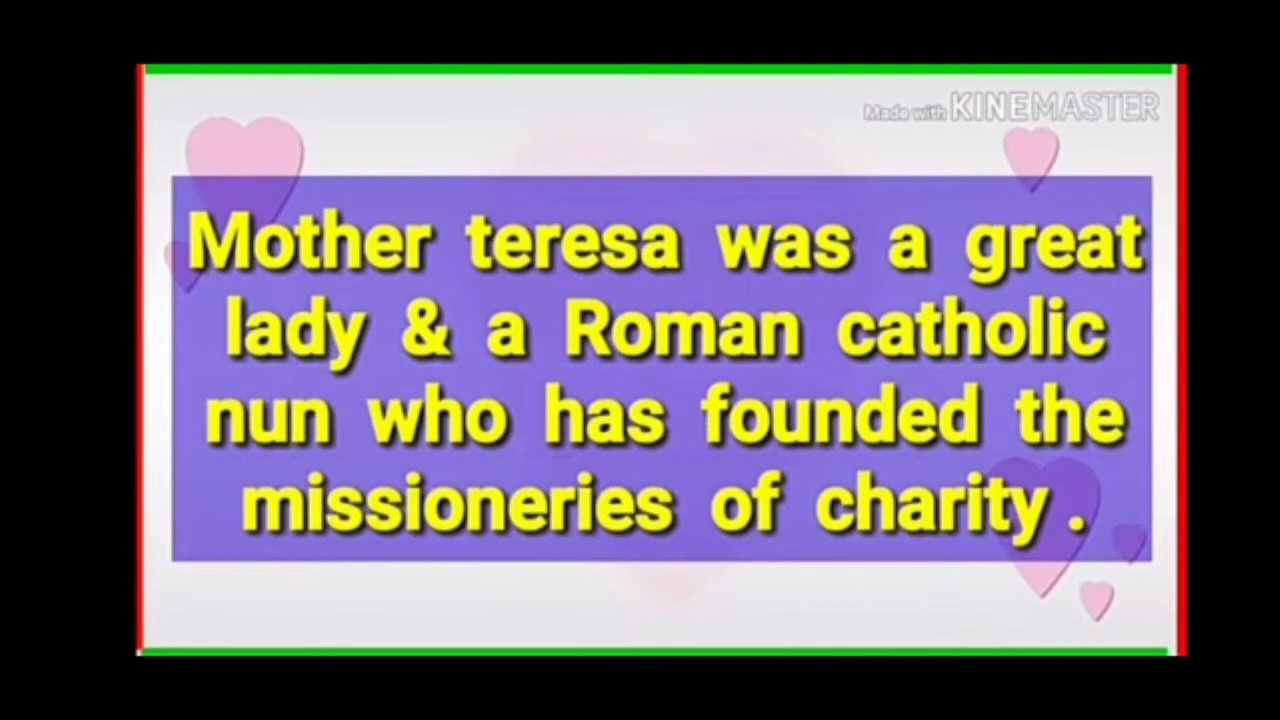 Made with KINEMASTER
Mother teresa was a great
lady & a Roman catholic
nun who has founded the
missioneries of charity .